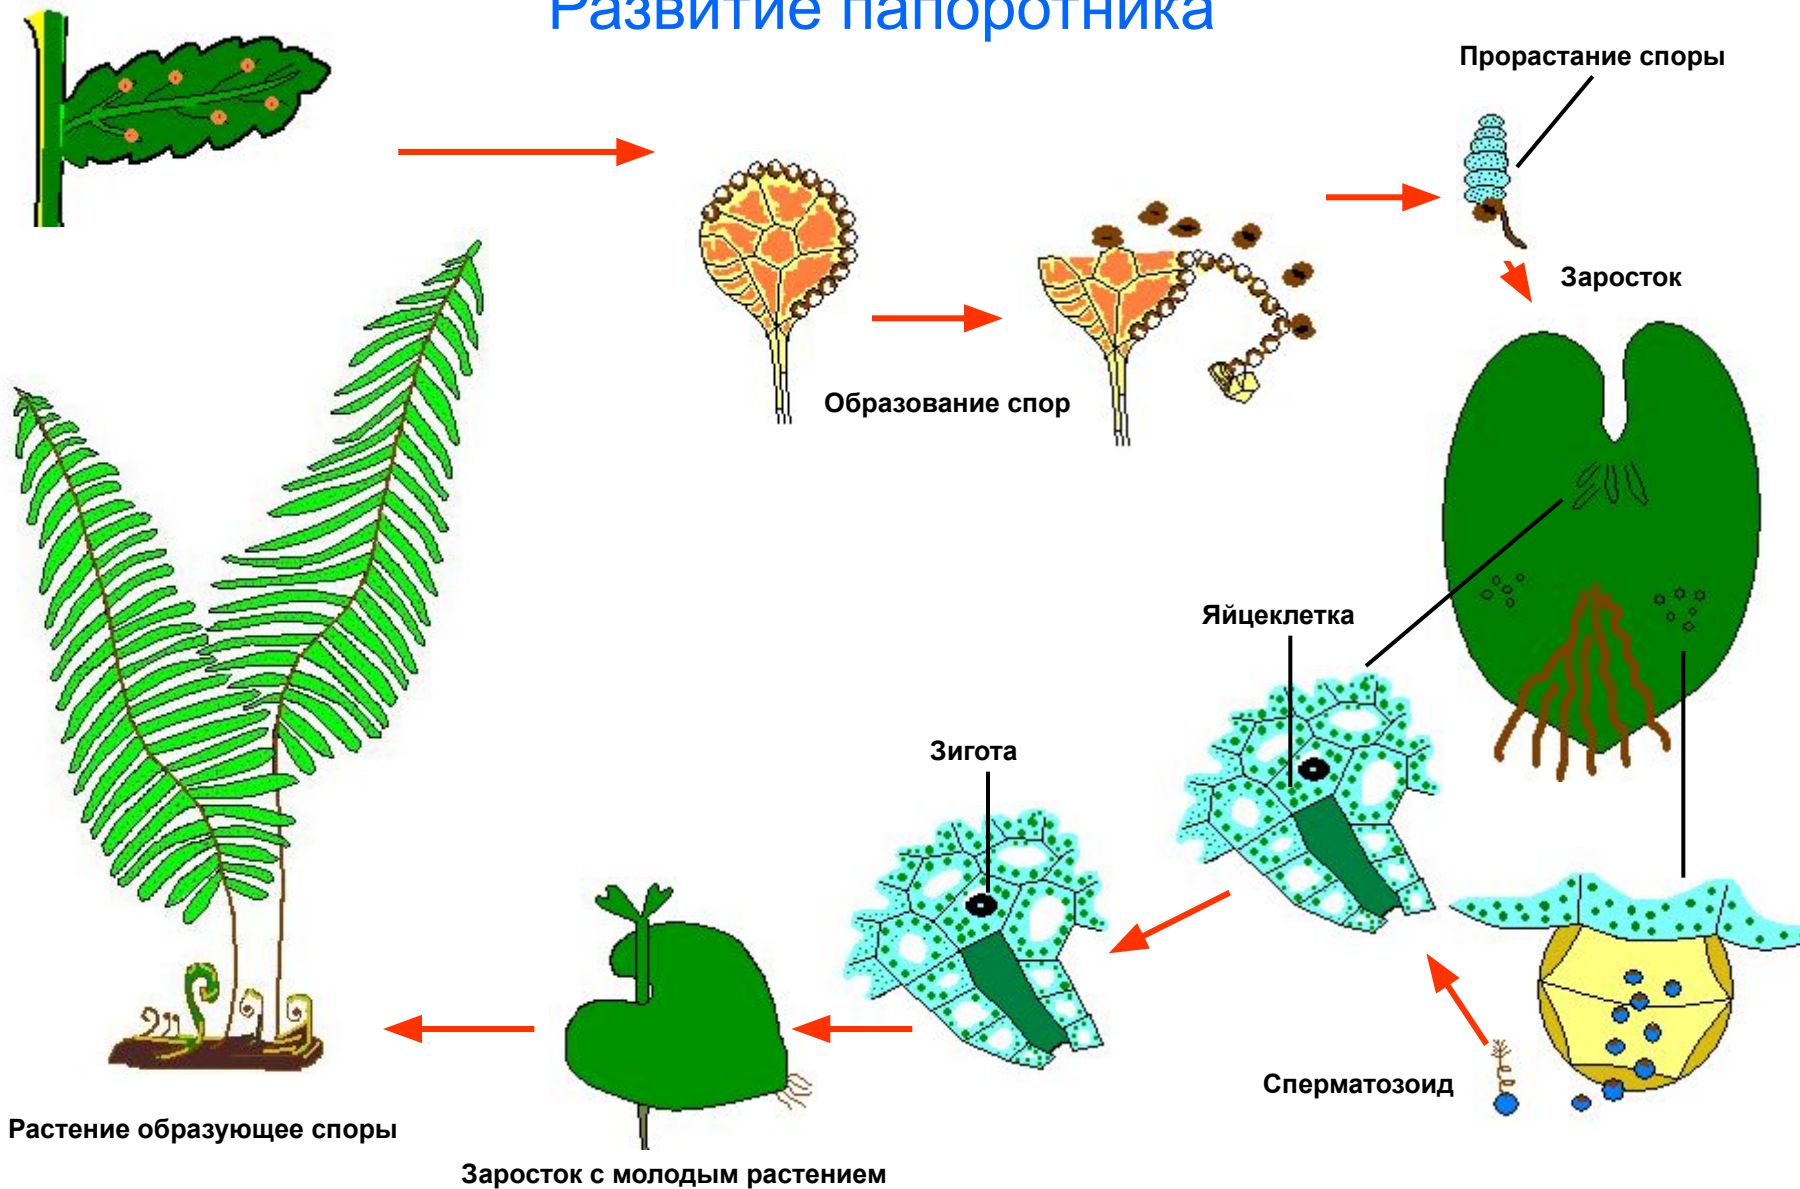 Развитие папоротника
Прорастание споры
Заросток
Образование спор
Яйцеклетка
Зигота
Сперматозоид
Растение образующее споры
Заросток с молодым растением